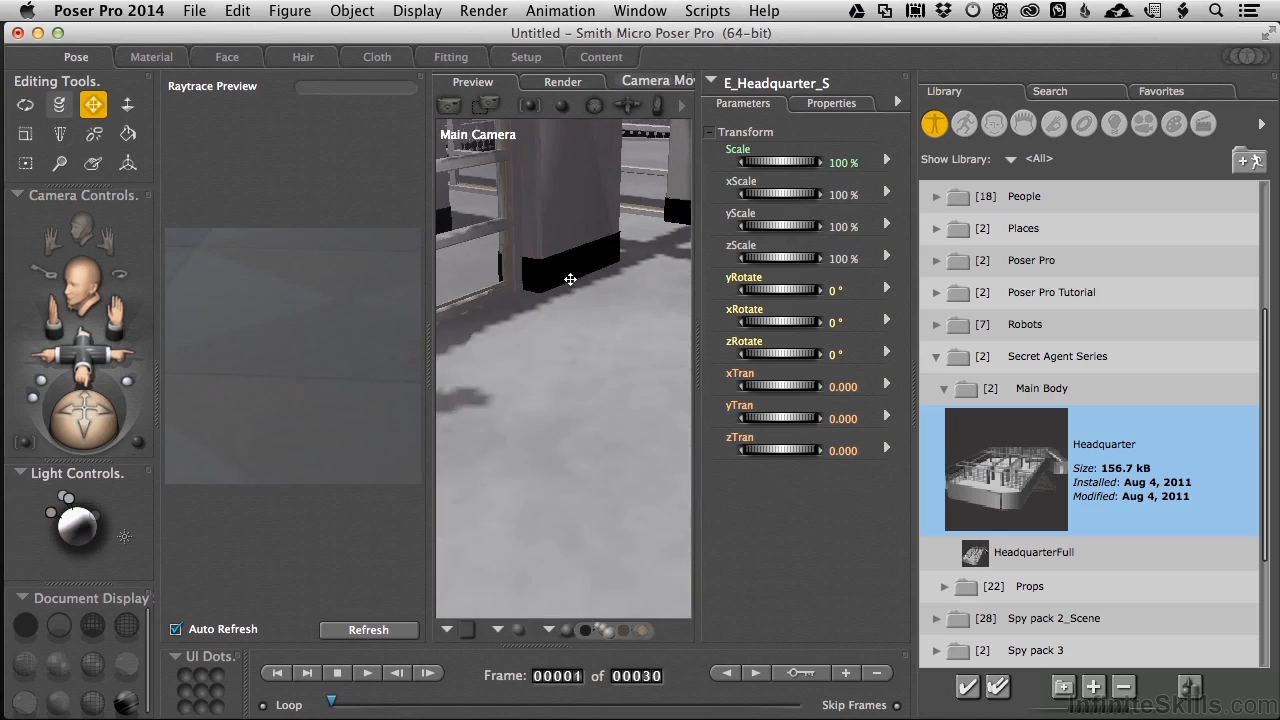 Poser Pro 2014 File Edit Figure Object Display Render Animation Window Scripts Help
Untitled - Smith Micro Poser Pro (64-bit)
Pose Material Face Hair Cloth Fitting Setup Content
Editing Tools.
Camera Controls.
Light Controls.
Document Display
Raytrace Preview
Auto Refresh
Refresh
Preview Render Camera Mov
Main Camera
E_Headquarter_S
Parameters Properties
Transform
Scale
100 %
xScale
100 %
yScale
100 %
zScale
100 %
yRotate
0 °
xRotate
0 °
zRotate
0 °
xTran
0.000
yTran
0.000
zTran
0.000
Library Search Favorites
Show Library: <All>
[18] People
[2] Places
[2] Poser Pro
[2] Poser Pro Tutorial
[7] Robots
[2] Secret Agent Series
[2] Main Body
Headquarter
Size: 156.7 kB
Installed: Aug 4, 2011
Modified: Aug 4, 2011
HeadquarterFull
[22] Props
[28] Spy pack 2_Scene
[2] Spy pack 3
UI Dots.
Frame: 00001 of 00030
Loop
Skip Frames
InfiniteSkills.com